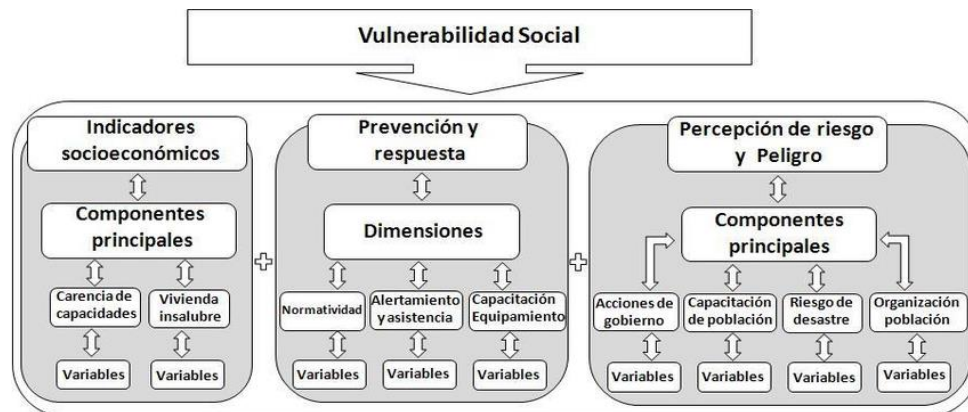 Vulnerabilidad Social
Indicadores
socioeconómicos
Componentes
principales
Carencia de
capacidades
Vivienda
insalubre
Variables
Variables
+
Prevención y
respuesta
Dimensiones
Normatividad
Alertamiento
y asistencia
Capacitación
Equipamiento
Variables
Variables
Variables
+
Percepción de riesgo
y Peligro
Componentes
principales
Acciones de
gobierno
Capacitación
de población
Riesgo de
desastre
Organización
población
Variables
Variables
Variables
Variables